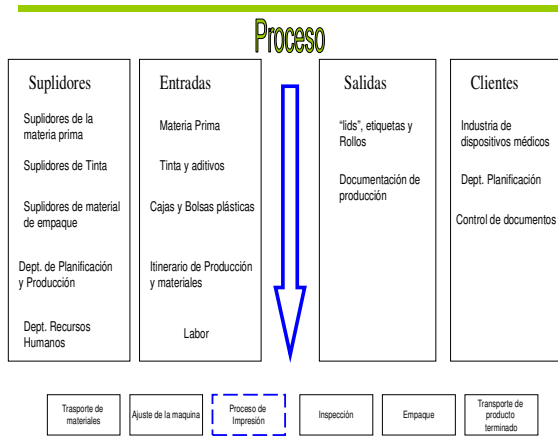 Proceso
Suplidores
Suplidores de la
materia prima
Suplidores de Tinta
Suplidores de material
de empaque
Dept. de Planificación
y Producción
Dept. Recursos
Humanos
Entradas
Materia Prima
Tinta y aditivos
Cajas y Bolsas plásticas
Itinerario de Producción
y materiales
Labor
Salidas
“lids”, etiquetas y
Rollos
Documentación de
producción
Clientes
Industria de
dispositivos médicos
Dept. Planificación
Control de documentos
Trasporte de
materiales
Ajuste de la maquina
Proceso de
Impresión
Inspección
Empaque
Transporte de
producto
terminado